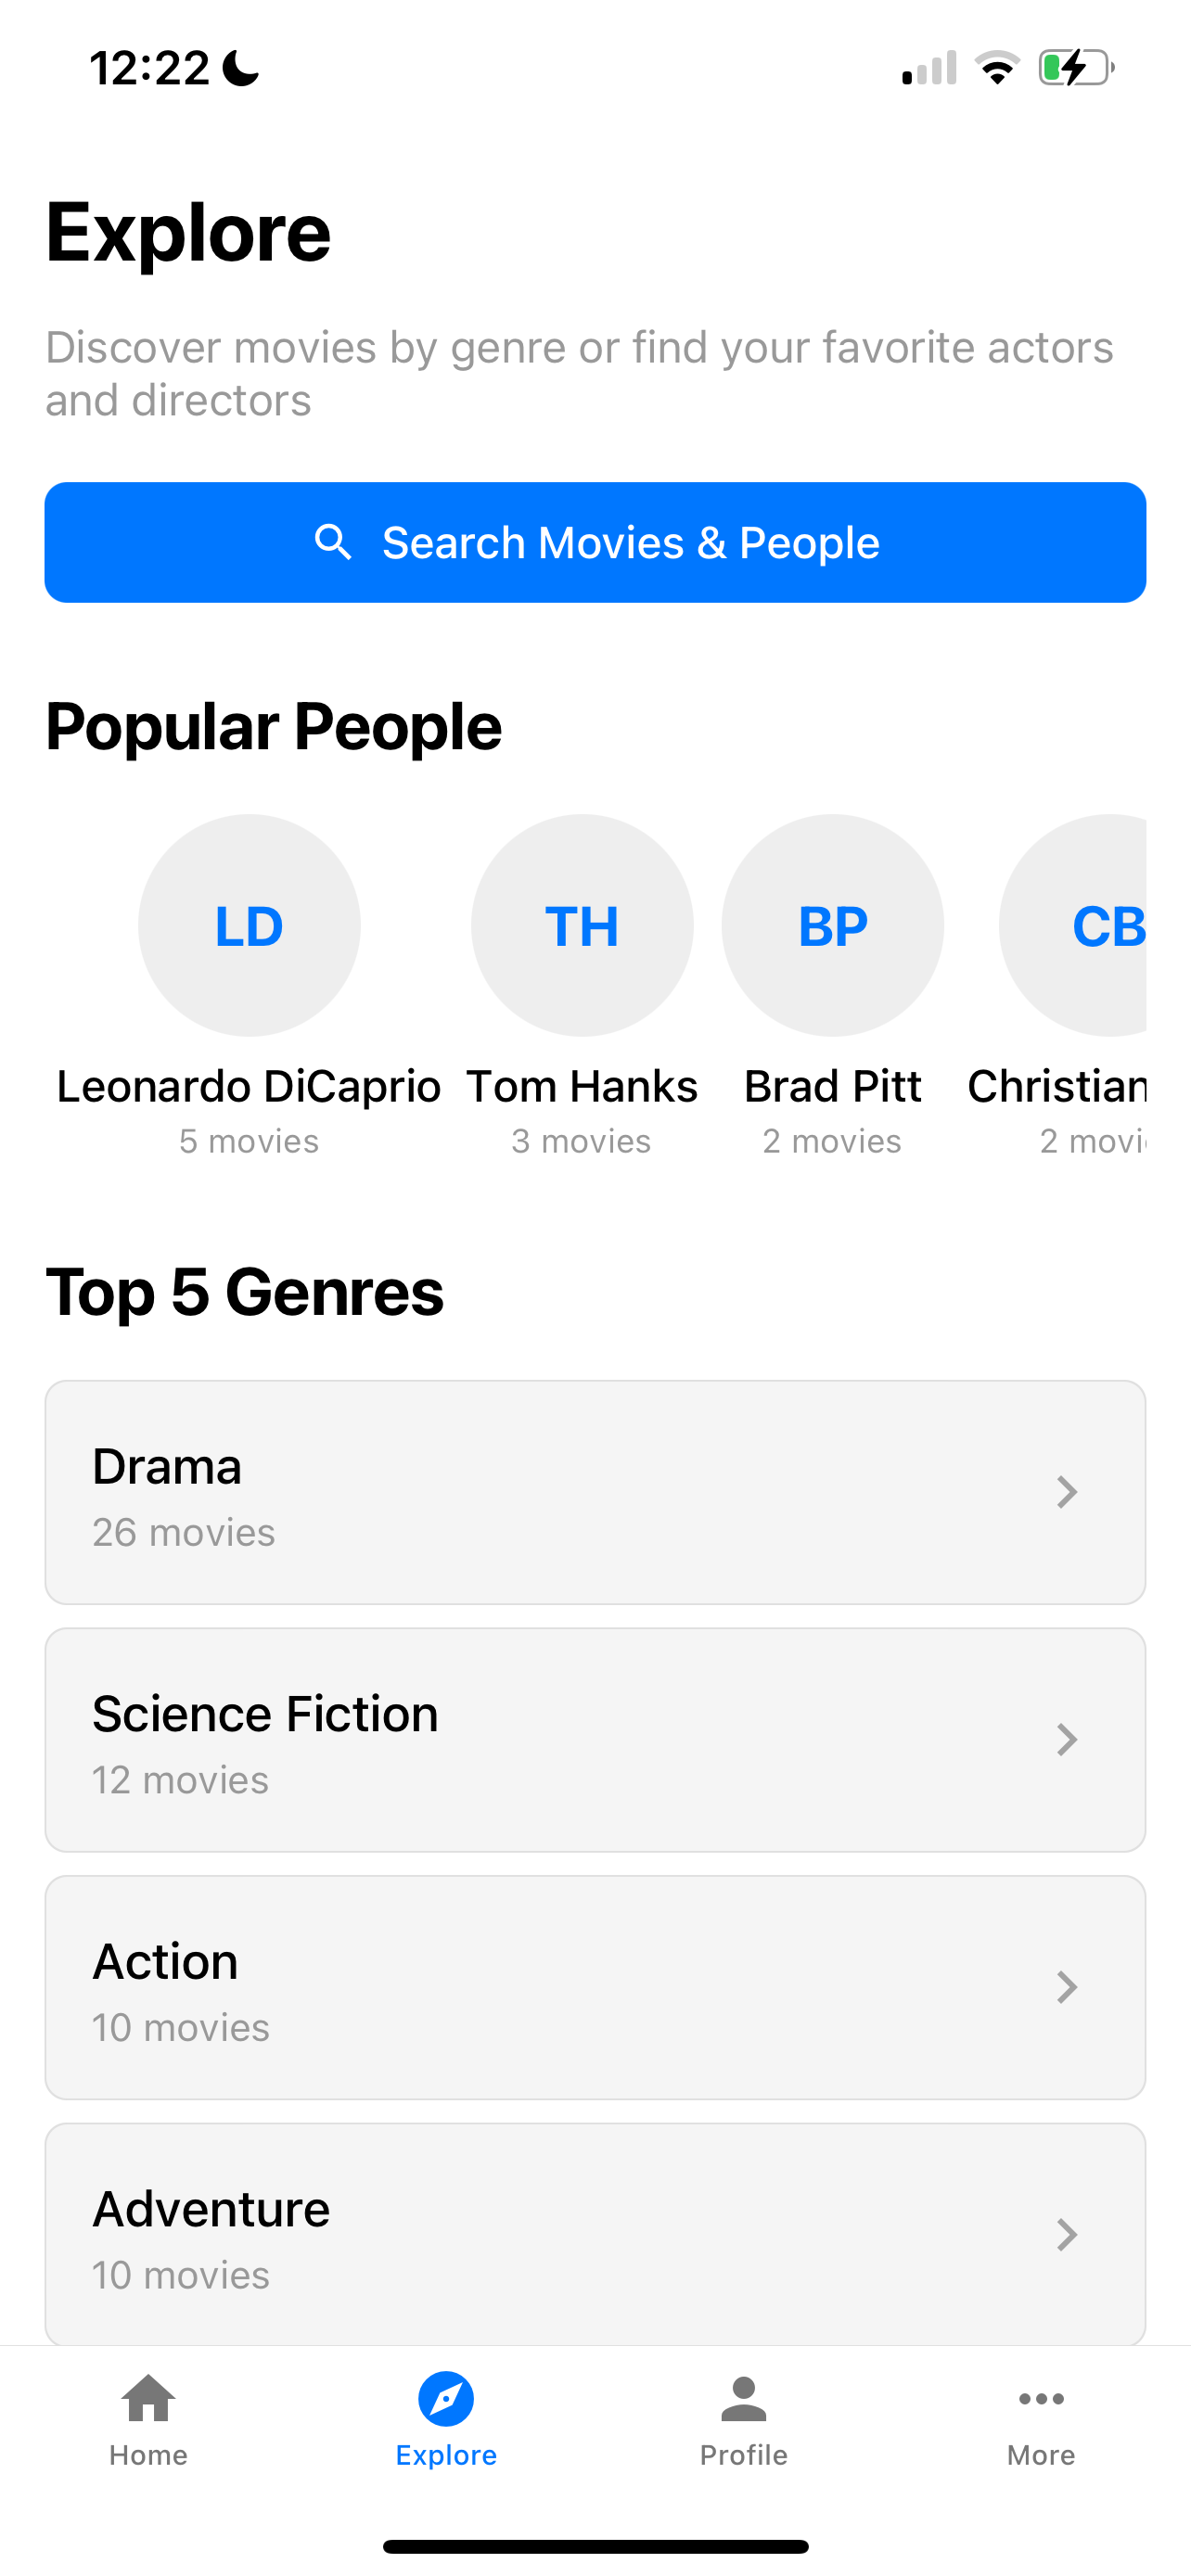 12:22
Explore
Discover movies by genre or find your favorite actors
and directors
Search Movies & People
Popular People
LD
TH
BP
CB
Leonardo DiCaprio
Tom Hanks
Brad Pitt
Christian
5 movies
3 movies
2 movies
2 movi
Top 5 Genres
Drama
26 movies
Science Fiction
12 movies
Action
10 movies
Adventure
10 movies
Home
Explore
Profile
More